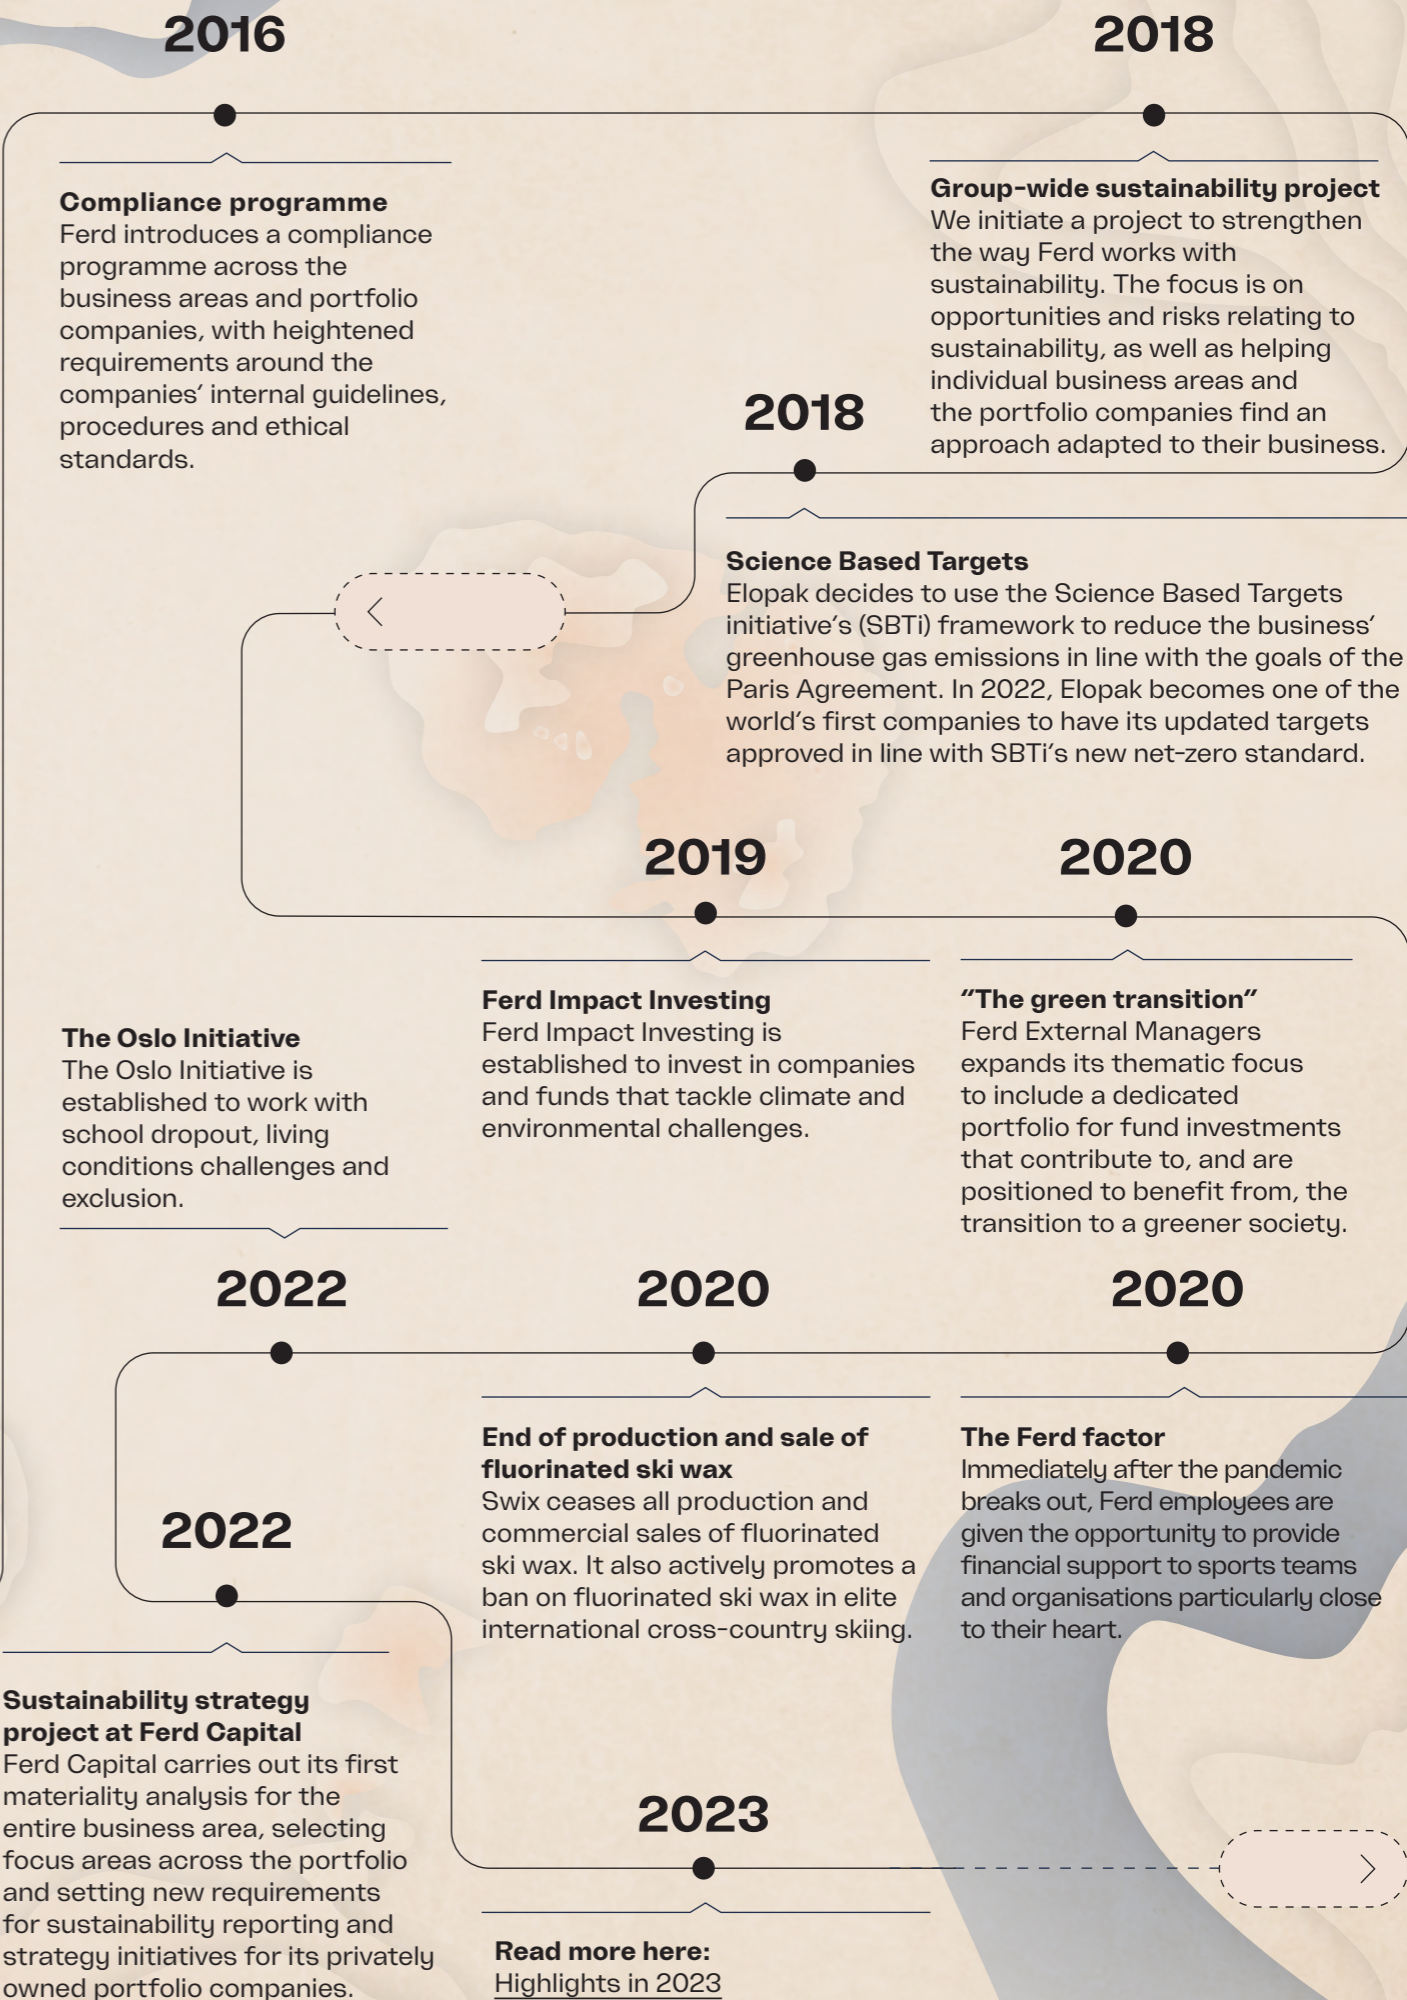 2016
Compliance programme
Ferd introduces a compliance
programme across the
business areas and portfolio
companies, with heightened
requirements around the
companies’ internal guidelines,
procedures and ethical
standards.
2018
Group-wide sustainability project
We initiate a project to strengthen
the way Ferd works with
sustainability. The focus is on
opportunities and risks relating to
sustainability, as well as helping
individual business areas and
the portfolio companies find an
approach adapted to their business.
2018
Science Based Targets
Elopak decides to use the Science Based Targets
initiative’s (SBTi) framework to reduce the business’
greenhouse gas emissions in line with the goals of the
Paris Agreement. In 2022, Elopak becomes one of the
world’s first companies to have its updated targets
approved in line with SBTi’s new net-zero standard.
2019
Ferd Impact Investing
Ferd Impact Investing is
established to invest in companies
and funds that tackle climate and
environmental challenges.
2020
“The green transition”
Ferd External Managers
expands its thematic focus
to include a dedicated
portfolio for fund investments
that contribute to, and are
positioned to benefit from, the
transition to a greener society.
2020
The Ferd factor
Immediately after the pandemic
breaks out, Ferd employees are
given the opportunity to provide
financial support to sports teams
and organisations particularly close
to their heart.
2020
End of production and sale of
fluorinated ski wax
Swix ceases all production and
commercial sales of fluorinated
ski wax. It also actively promotes a
ban on fluorinated ski wax in elite
international cross-country skiing.
The Oslo Initiative
The Oslo Initiative is
established to work with
school dropout, living
conditions challenges and
exclusion.
2022
2022
Sustainability strategy
project at Ferd Capital
Ferd Capital carries out its first
materiality analysis for the
entire business area, selecting
focus areas across the portfolio
and setting new requirements
for sustainability reporting and
strategy initiatives for its privately
owned portfolio companies.
2023
Read more here:
Highlights in 2023